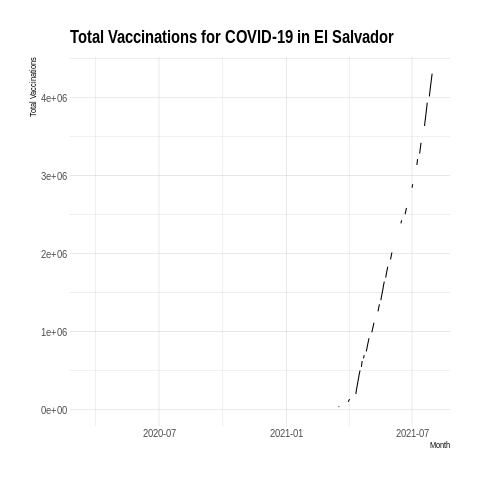 Total Vaccinations for COVID-19 in El Salvador
Total Vaccinations
4e+06
3e+06
2e+06
1e+06
0e+00
2020-07
2021-01
2021-07
Month